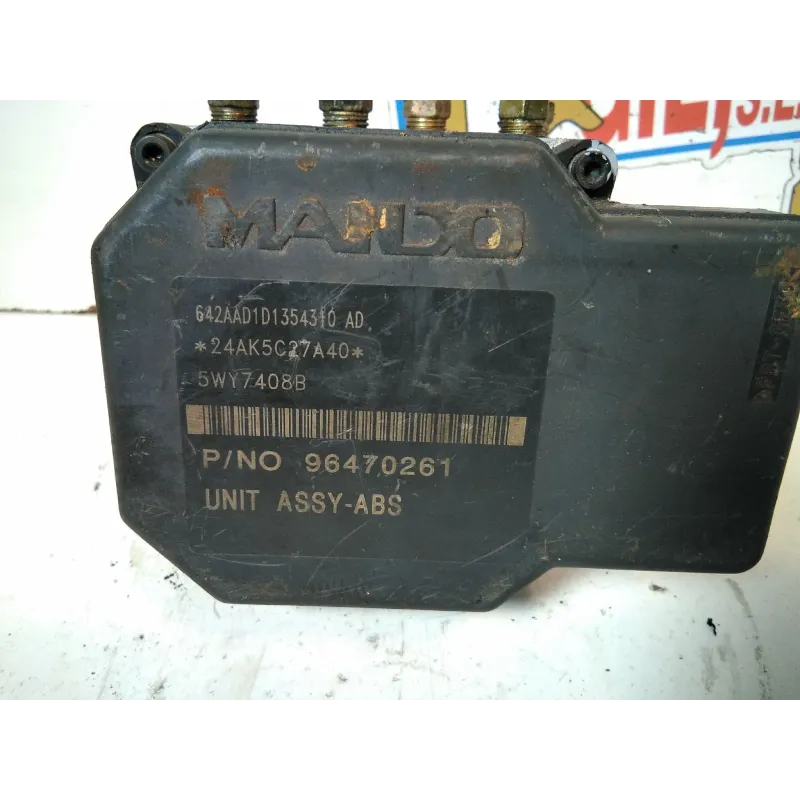 MANDO
642AAD1D1354310 AD
*24AK5C27A40*
5WY7408B
P/NO 96470261
UNIT ASSY-ABS